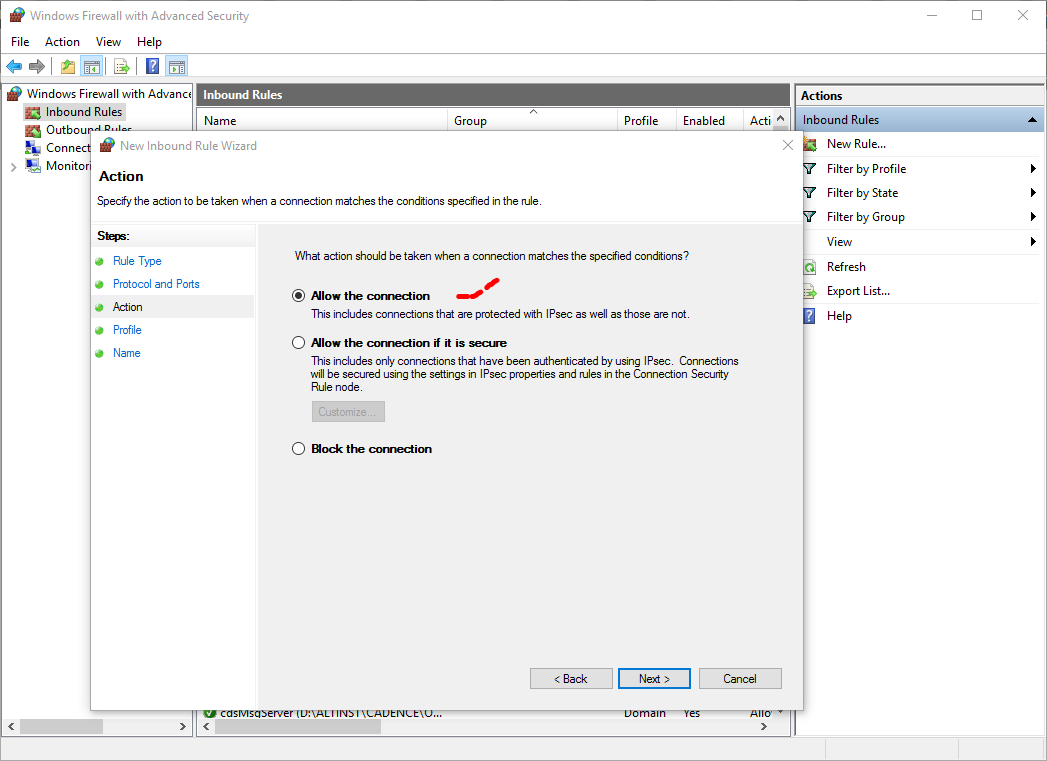 Windows Firewall with Advanced Security
File Action View Help
Windows Firewall with Advance
Inbound Rules
Outbound Rules
Connect
Monitori
Inbound Rules
Name Group Profile Enabled Acti
Actions
Inbound Rules
New Rule...
Filter by Profile
Filter by State
Filter by Group
View
Refresh
Export List...
Help
New Inbound Rule Wizard
Action
Specify the action to be taken when a connection matches the conditions specified in the rule.
Steps:
Rule Type
Protocol and Ports
Action
Profile
Name
What action should be taken when a connection matches the specified conditions?
Allow the connection
This includes connections that are protected with IPsec as well as those are not.
Allow the connection if it is secure
This includes only connections that have been authenticated by using IPsec. Connections
will be secured using the settings in IPsec properties and rules in the Connection Security
Rule node.
Customize...
Block the connection
< Back Next > Cancel
cdsMsgServer (D:\ALTINST\CADENCE\O... Domain Yes Allo